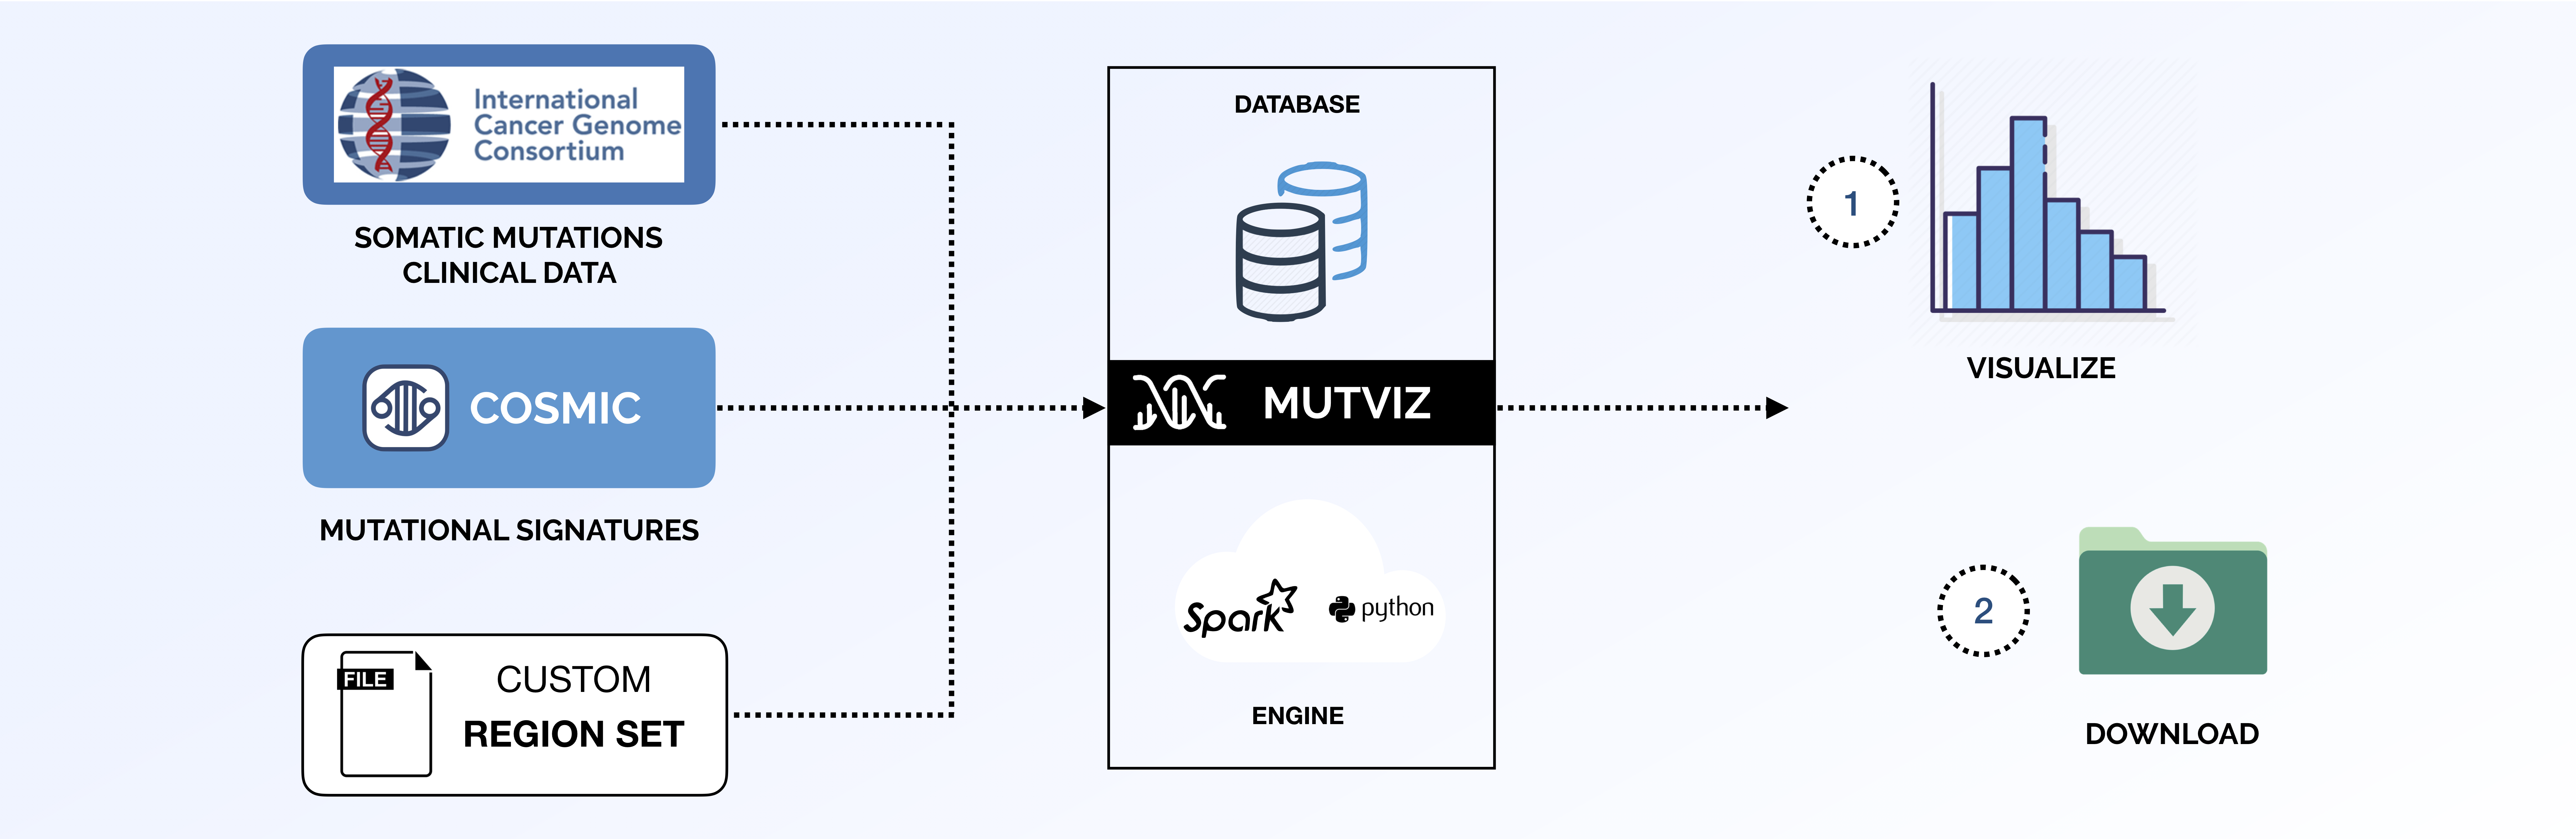 International
Cancer Genome
Consortium
SOMATIC MUTATIONS
CLINICAL DATA
COSMIC
MUTATIONAL SIGNATURES
FILE
CUSTOM
REGION SET
DATABASE
MUTVIZ
Spark
python
ENGINE
1
VISUALIZE
2
DOWNLOAD